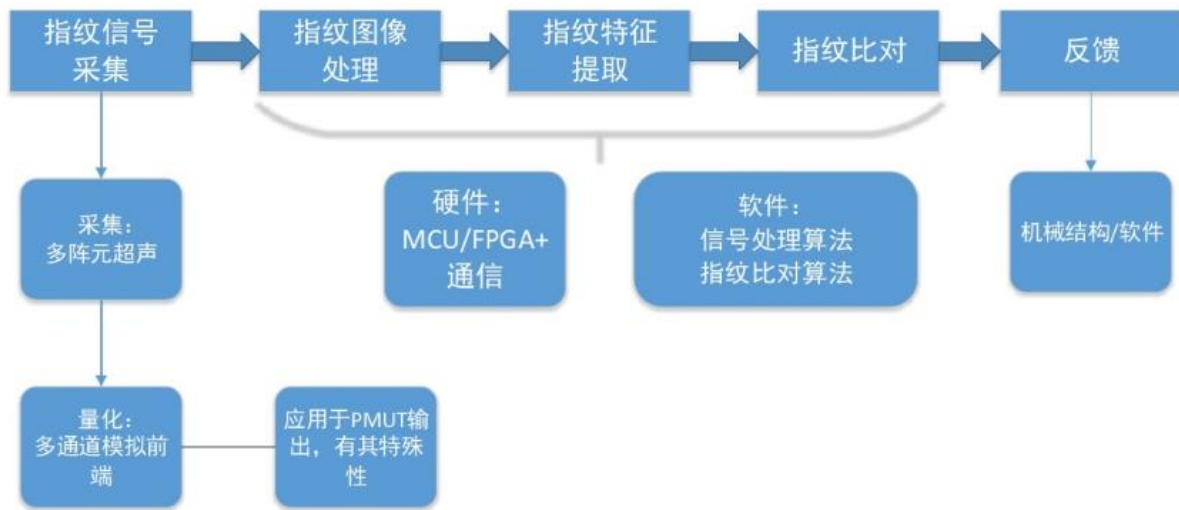 指纹信号
采集
指纹图像
处理
指纹特征
提取
指纹比对
反馈
采集：
多阵元超声
硬件：
MCU/FPGA+
通信
软件：
信号处理算法
指纹比对算法
机械结构/软件
量化：
多通道模拟前
端
应用于PMUT输
出，有其特殊
性